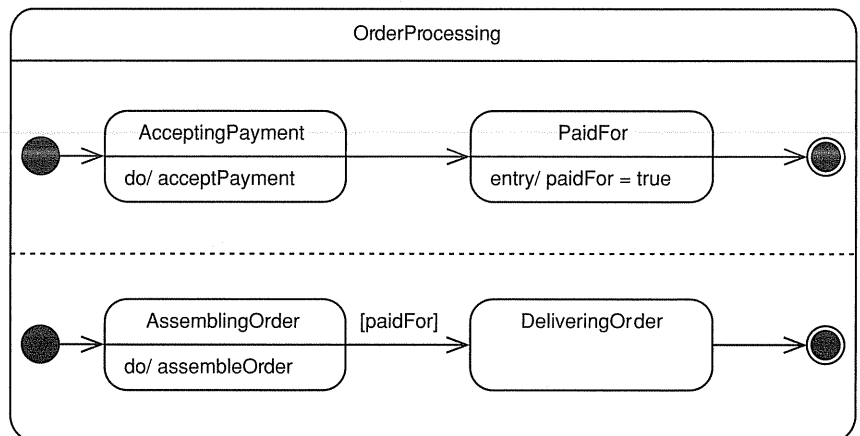 OrderProcessing
AcceptingPayment
do/ acceptPayment
PaidFor
entry/ paidFor = true
AssemblingOrder
do/ assembleOrder
[paidFor]
DeliveringOrder